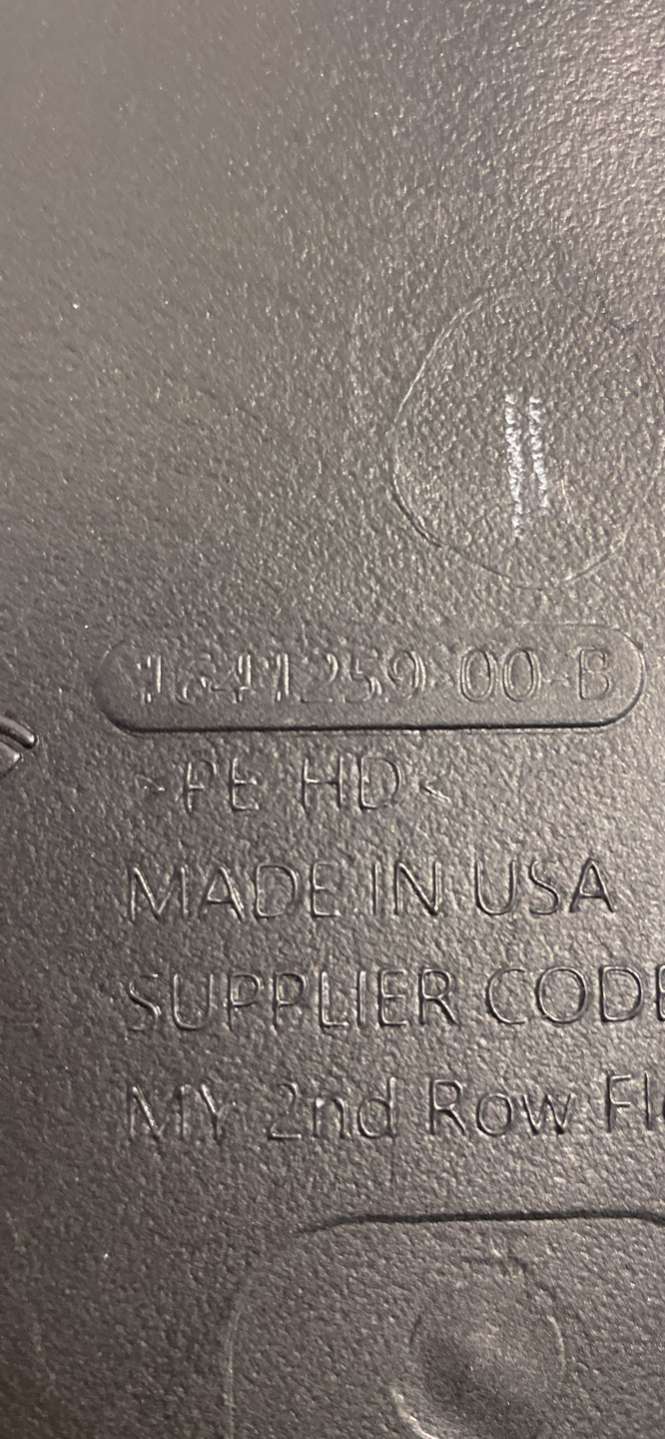 1641259-00-B
>PE HD<
MADE IN USA
SUPPLIER CODE
MY 2nd Row